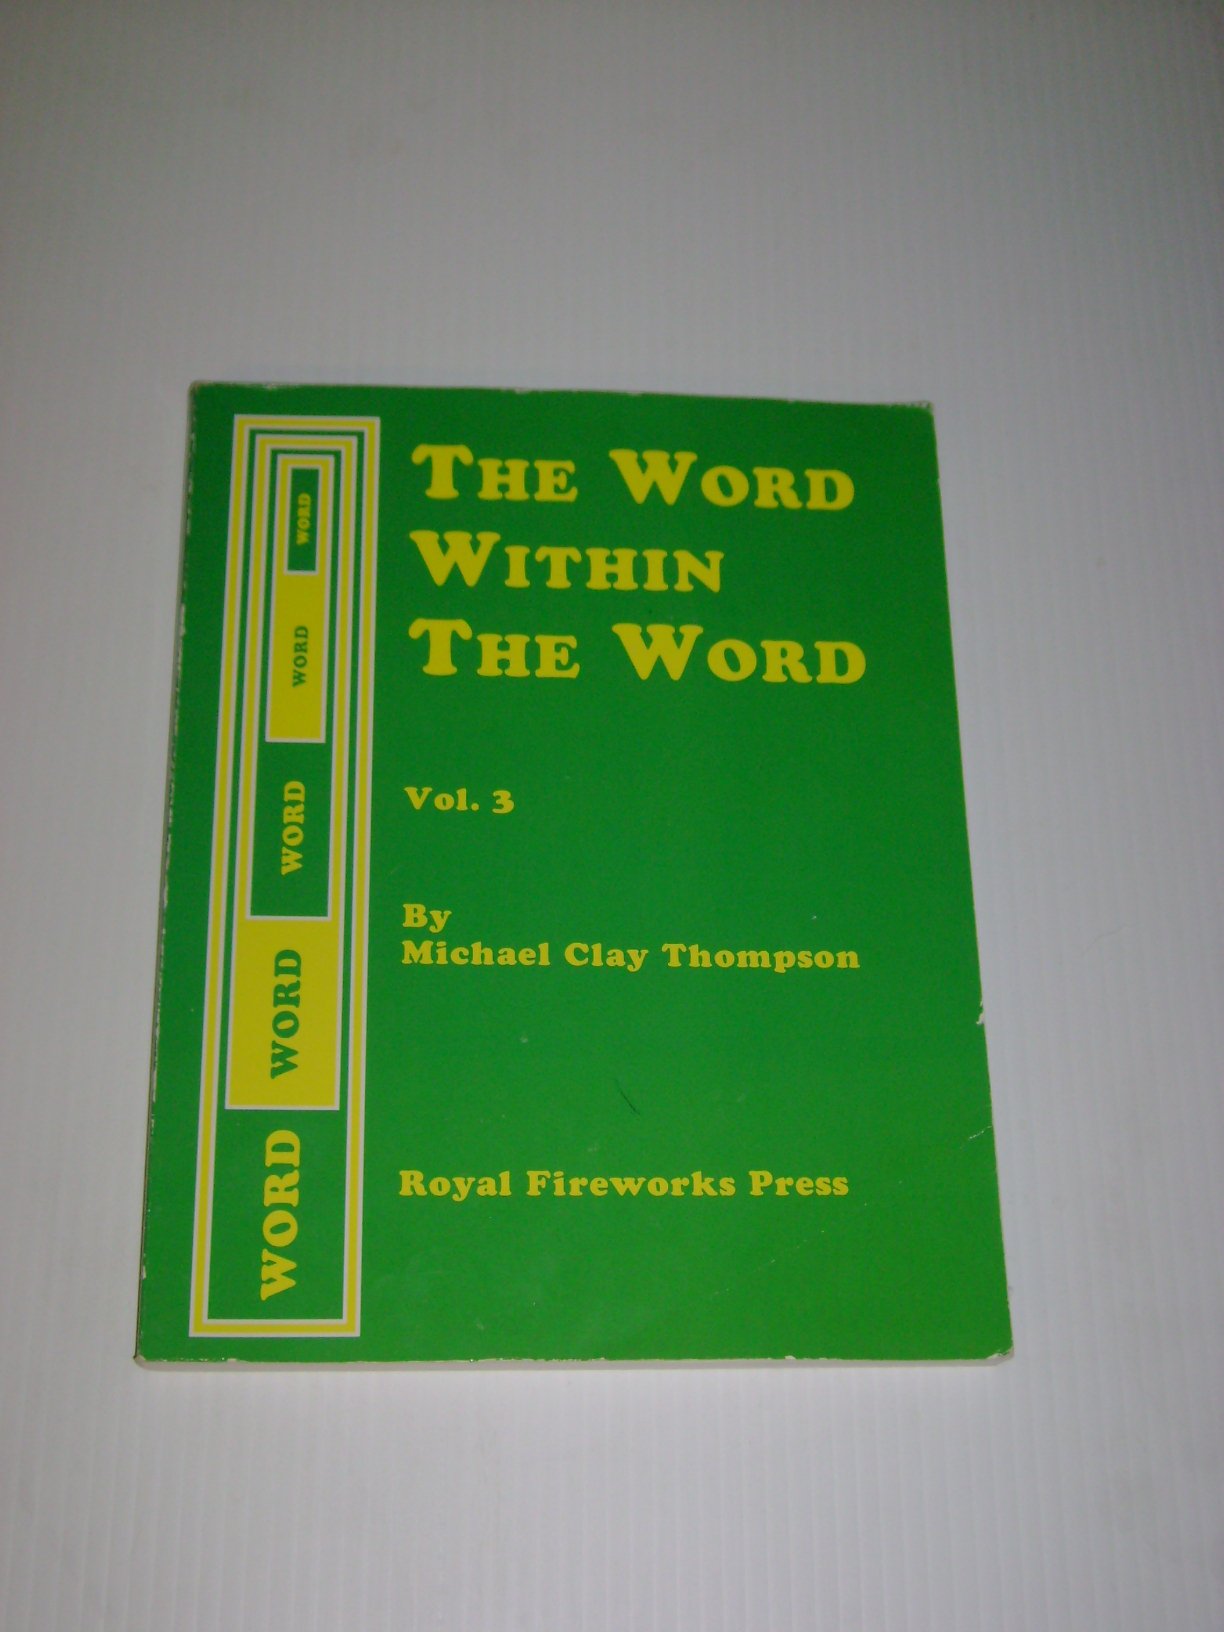 THE WORD
WITHIN
THE WORD
Vol. 3
By
Michael Clay Thompson
Royal Fireworks Press
WORD
WORD
WORD
WORD
WORD